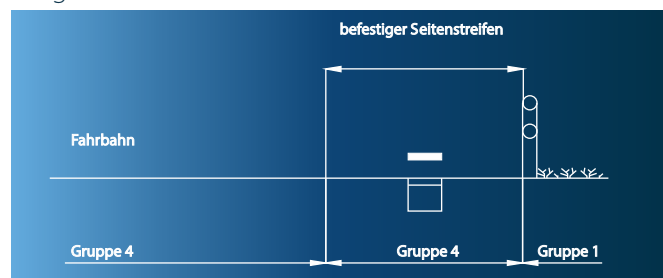 befestiger Seitenstreifen
Fahrbahn
Gruppe 4
Gruppe 4
Gruppe 1